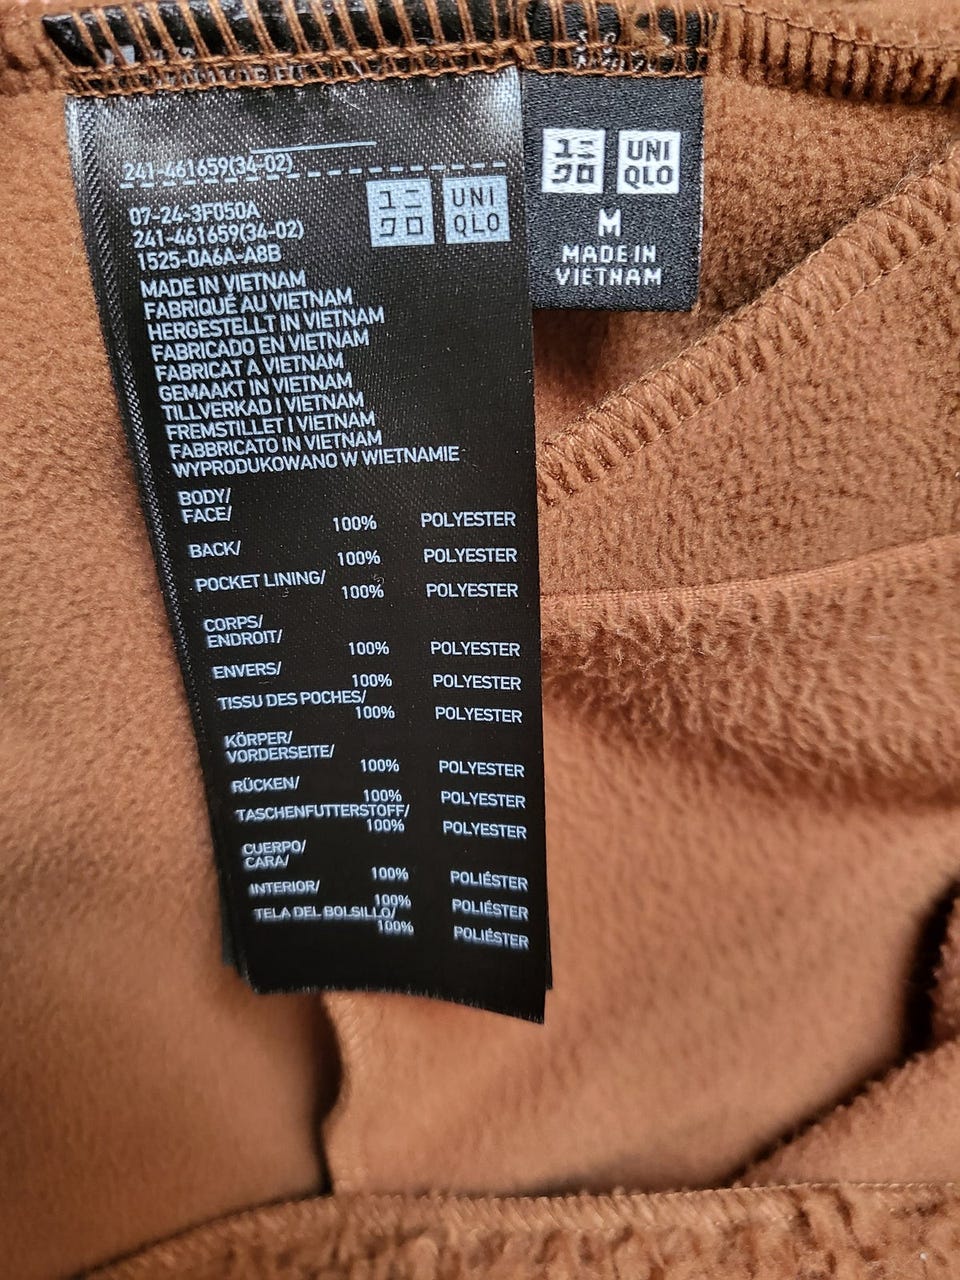 241-461659(34-02)
07-24-3F050A
241-461659(34-02)
1525-0A6A-A8B
ユニ UNI
クロ QLO
MADE IN VIETNAM
FABRIQUÉ AU VIETNAM
HERGESTELLT IN VIETNAM
FABRICADO EN VIETNAM
FABRICAT A VIETNAM
GEMAAKT IN VIETNAM
TILLVERKAD I VIETNAM
FREMSTILLET I VIETNAM
FABBRICATO IN VIETNAM
WYPRODUKOWANO W WIETNAMIE
BODY/
FACE/
100% POLYESTER
BACK/
100% POLYESTER
POCKET LINING/
100% POLYESTER
CORPS/
ENDROIT/
100% POLYESTER
ENVERS/
100% POLYESTER
TISSU DES POCHES/
100% POLYESTER
KÖRPER/
VORDERSEITE/
100% POLYESTER
RÜCKEN/
100% POLYESTER
TASCHENFUTTERSTOFF/
100% POLYESTER
CUERPO/
CARA/
100% POLIÉSTER
INTERIOR/
100% POLIÉSTER
TELA DEL BOLSILLO/
100% POLIÉSTER
ユニ UNI
クロ QLO
M
MADE IN
VIETNAM